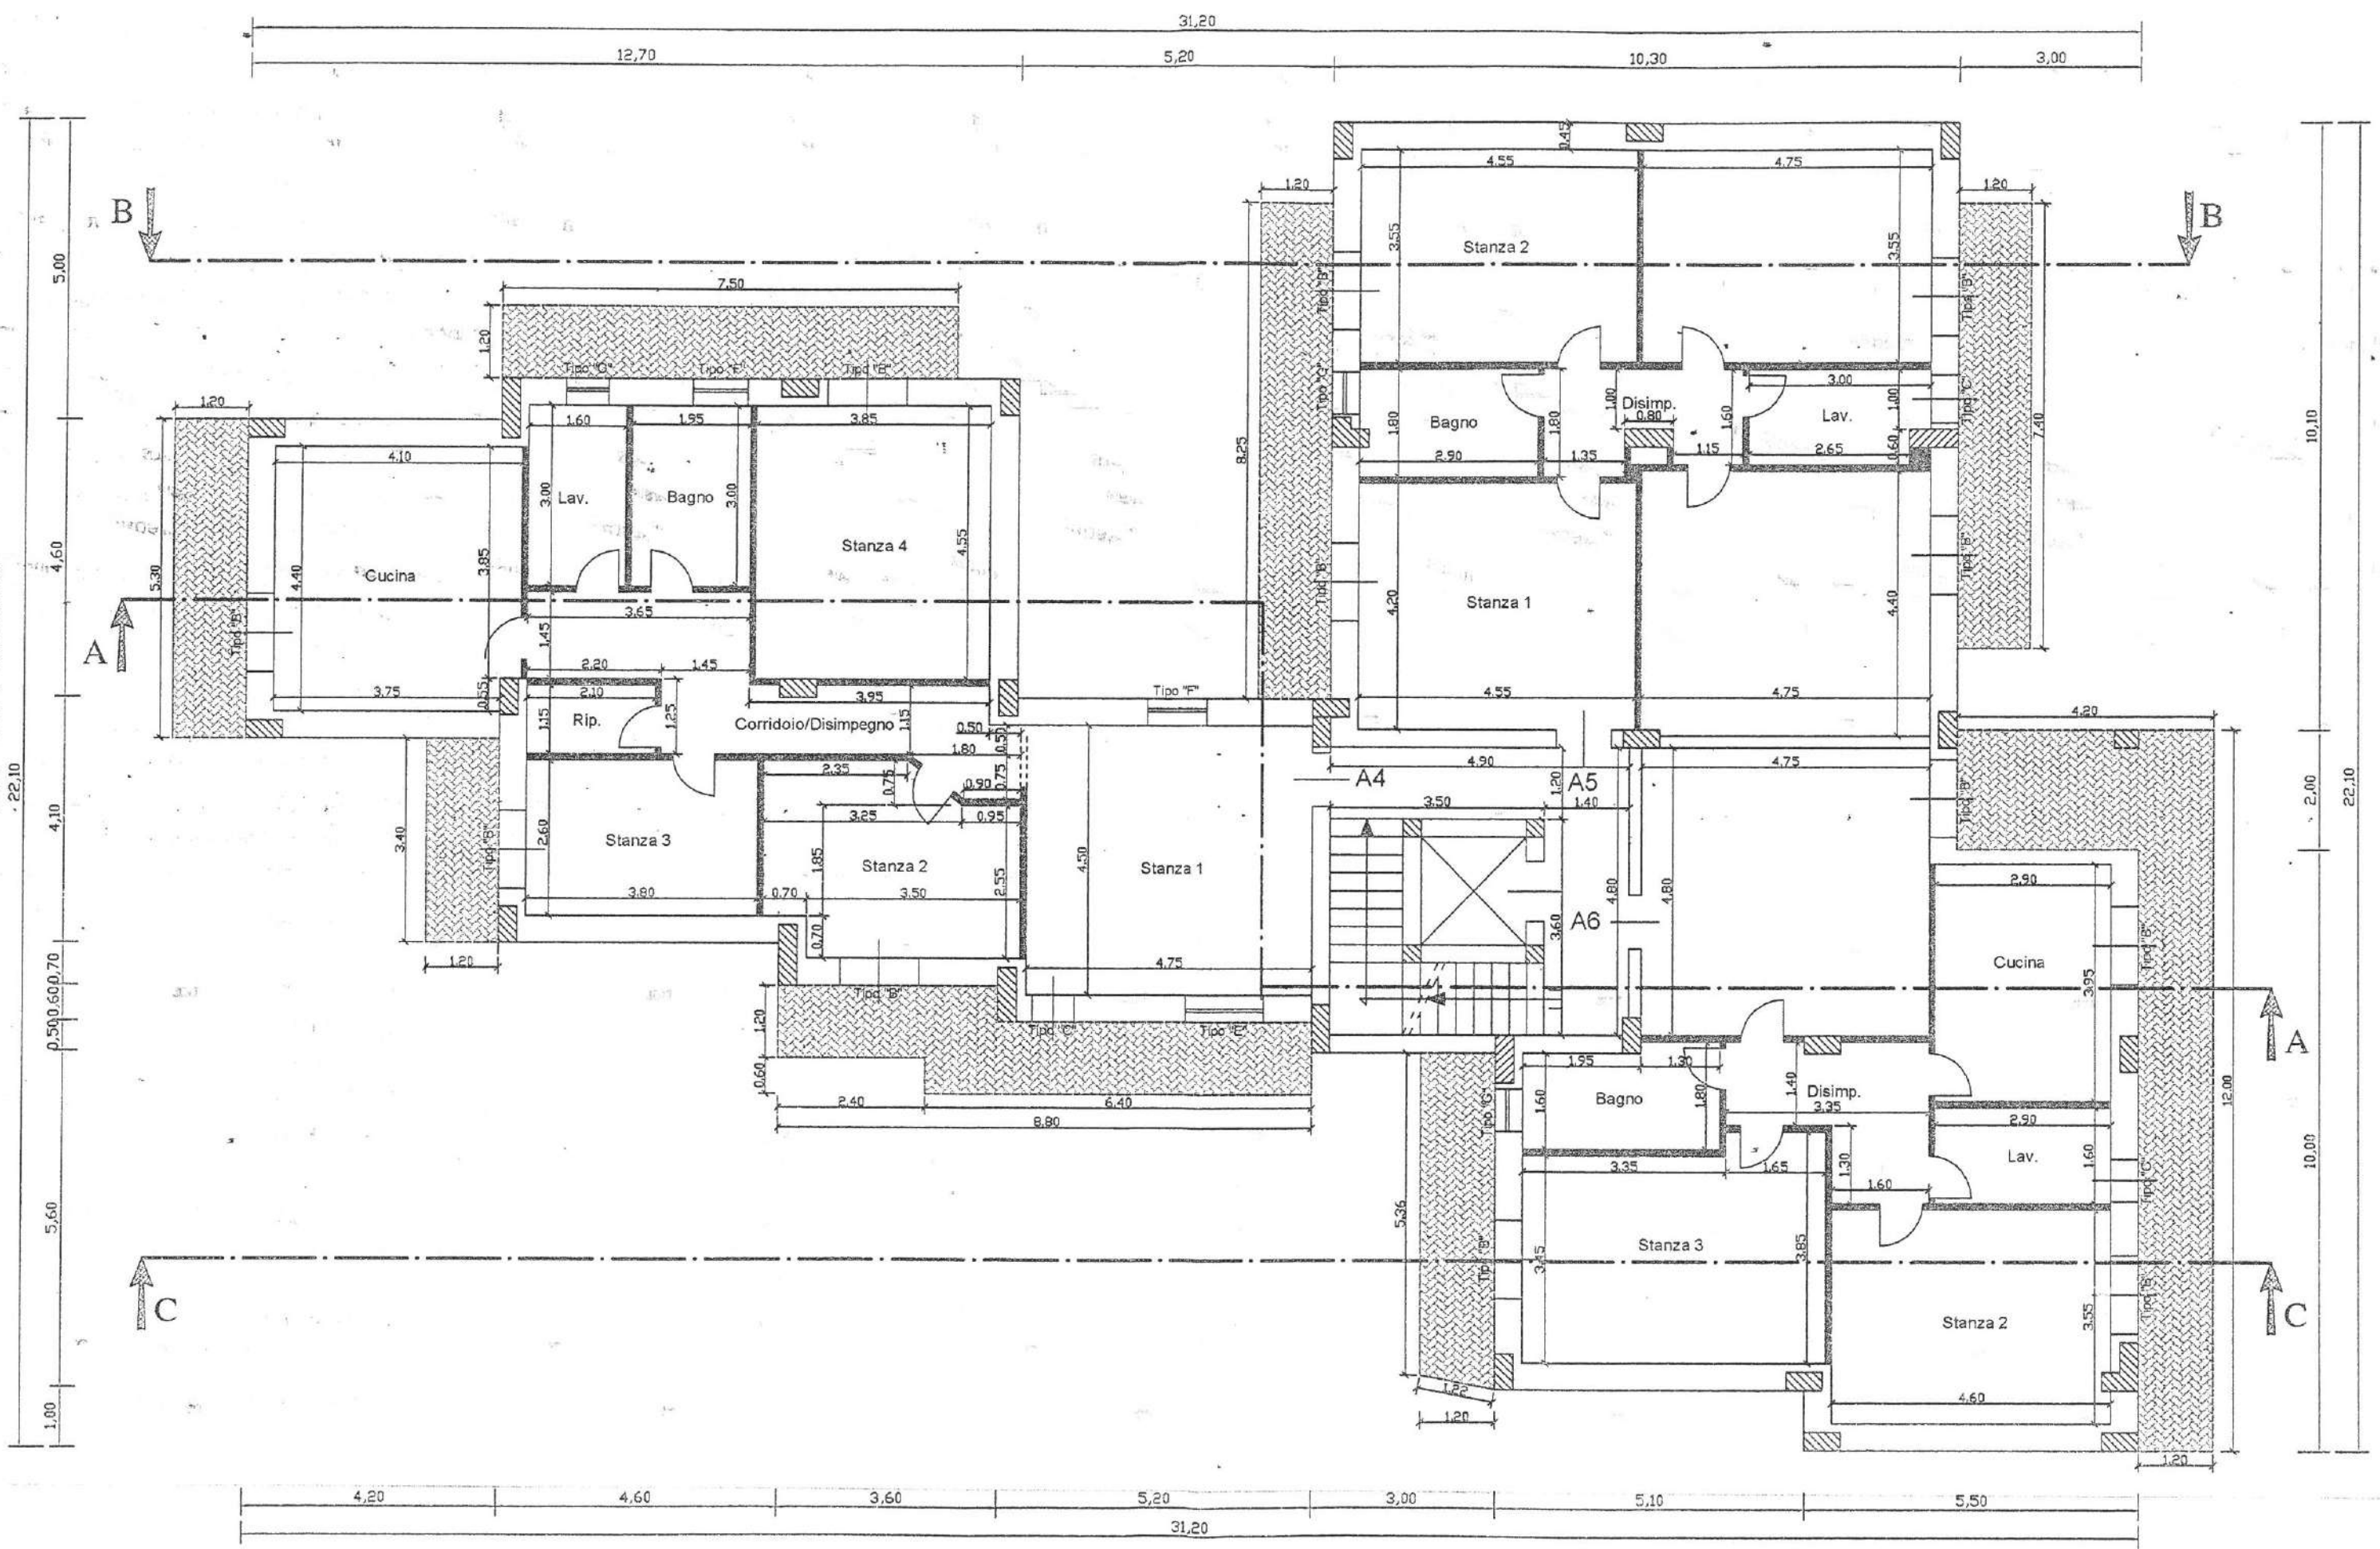 31,20
12,70 5,20 10,30 3,00
0.45
4.55 4.75
1.20 1.20
B B
5,00
3.55 Stanza 2 3.55
Tipo "B" Tipo "B"
7.50
1.20
Tipo "G" Tipo "F" Tipo "B"
Tipo "G" 1.00 3.00 1.00 Tipo "C"
1.20
1.60 1.95 3.85
Bagno Disimp. Lav.
1.80 1.80 0.80 1.60
7.40 10,10
8.25
4.10
2.90 1.35 1.15 2.65 0.60
Lav. Bagno
3.00 3.00
Stanza 4 4.55
4,60
5.30 4.40 Cucina 3.85
Tipo "B" Tipo "B"
Stanza 1
4.20 4.40
3.65
Tipo "B" 1.45
A
2.20 1.45
3.75 0.55 2.10 3.95
Tipo "F"
4.55 4.75
4.20
1.15 Rip. 1.25 Corridoio/Disimpegno 1.15
0.50 0.50
1.80
4.90 4.75
2.35 0.75 0.90 0.75
A4 A5
1.20
3.50 1.40
Tipo "B"
22,10 4,10 2,00 22,10
3.25 0.95
3.40 Tipo "B" 2.60 Stanza 3
1.85 Stanza 2 2.55
4.50 Stanza 1
2.90
3.80 0.70 3.50
4.80 4.80
A6
3.60
0.70
1.20
4.75
Cucina 3.95 Tipo "B"
0,70
0,60
0,50
Tipo "B"
1.20
Tipo "C" Tipo "E"
A
0.60
1.95 1.30
Bagno 1.40 Disimp.
1.60 1.80 3.35
Tipo "G"
2.40 6.40
8.80
12.00
2.90
Lav. 1.60
3.35 1.65 1.30 1.60
Tipo "C"
10,00
5,60
5.36
Stanza 3
3.45 3.85
Tipo "B" Tipo "B"
C C
Stanza 2 3.55
1.22
1.20
4.60
1,00
1.20
4,20 4,60 3,60 5,20 3,00 5,10 5,50
31,20